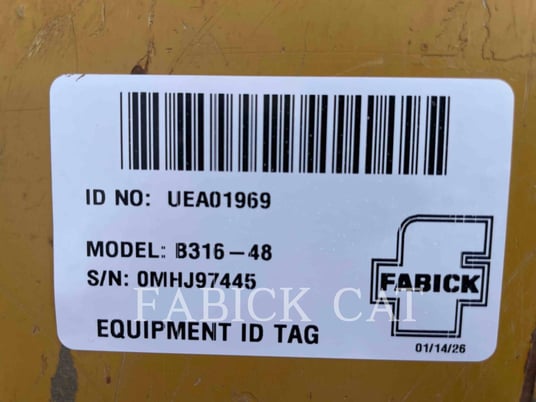 ID NO: UEA01969
MODEL: B316-48
S/N: 0MHJ97445
FABICK
FABICK CAT
EQUIPMENT ID TAG
01/14/26